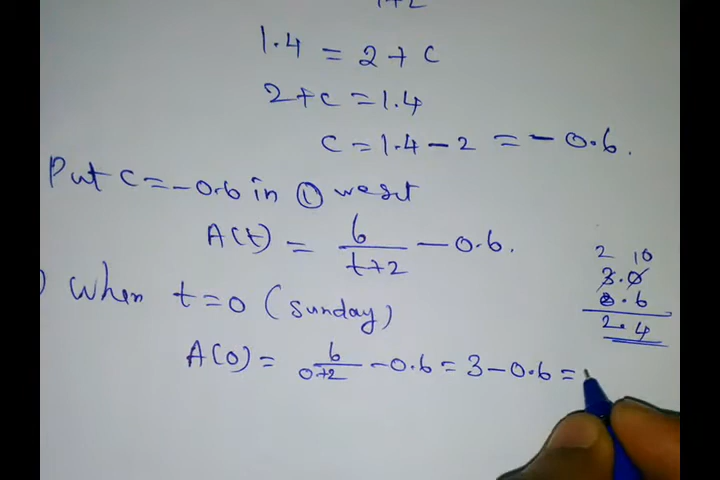 1+2
1.4 = 2 + c
2+c = 1.4
c = 1.4 - 2 = - 0.6.
Put c = -0.6 in ① we get
A(t) = 6/t+2 - 0.6.
) When t=0 (sunday)
A(0) = 6/0+2 - 0.6 = 3 - 0.6 =
2 10
3.0
0.6
2.4